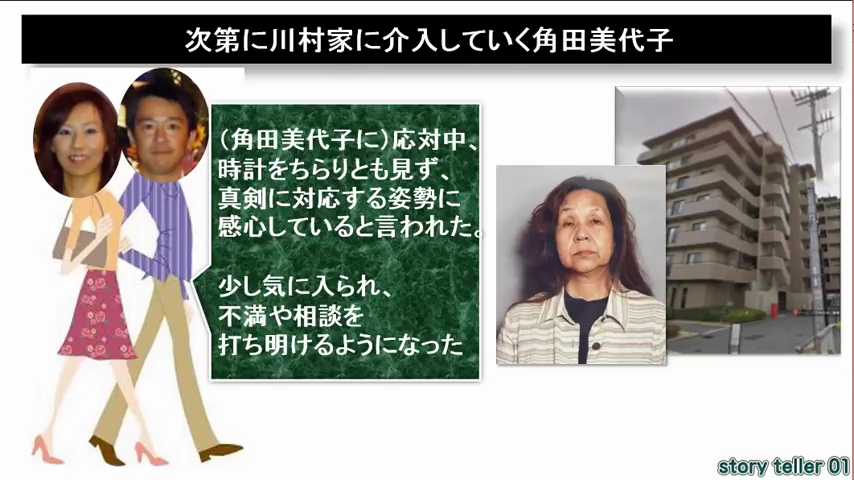 次第に川村家に介入していく角田美代子
（角田美代子に）応対中、
時計をちらりとも見ず、
真剣に対応する姿勢に
感心していると言われた。
少し気に入られ、
不満や相談を
打ち明けるようになった
story teller 01